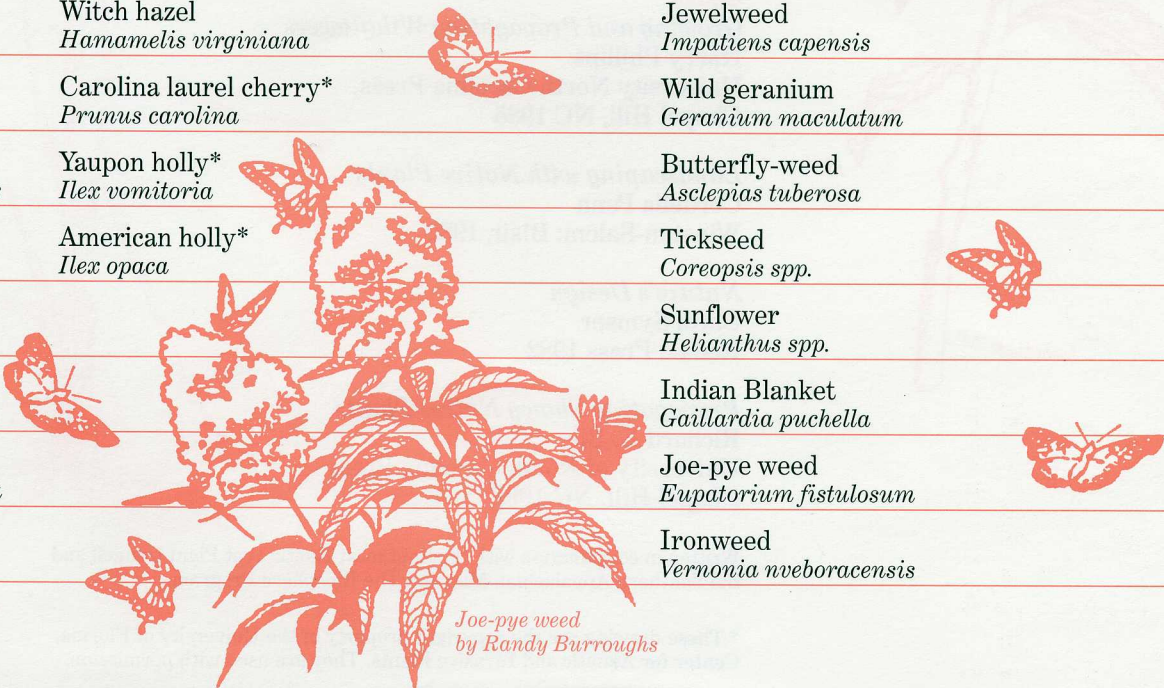 Witch hazel
Hamamelis virginiana
Carolina laurel cherry*
Prunus carolina
Yaupon holly*
Ilex vomitoria
American holly*
Ilex opaca
Jewelweed
Impatiens capensis
Wild geranium
Geranium maculatum
Butterfly-weed
Asclepias tuberosa
Tickseed
Coreopsis spp.
Sunflower
Helianthus spp.
Indian Blanket
Gaillardia puchella
Joe-pye weed
Eupatorium fistulosum
Ironweed
Vernonia nveboracensis
Joe-pye weed
by Randy Burroughs